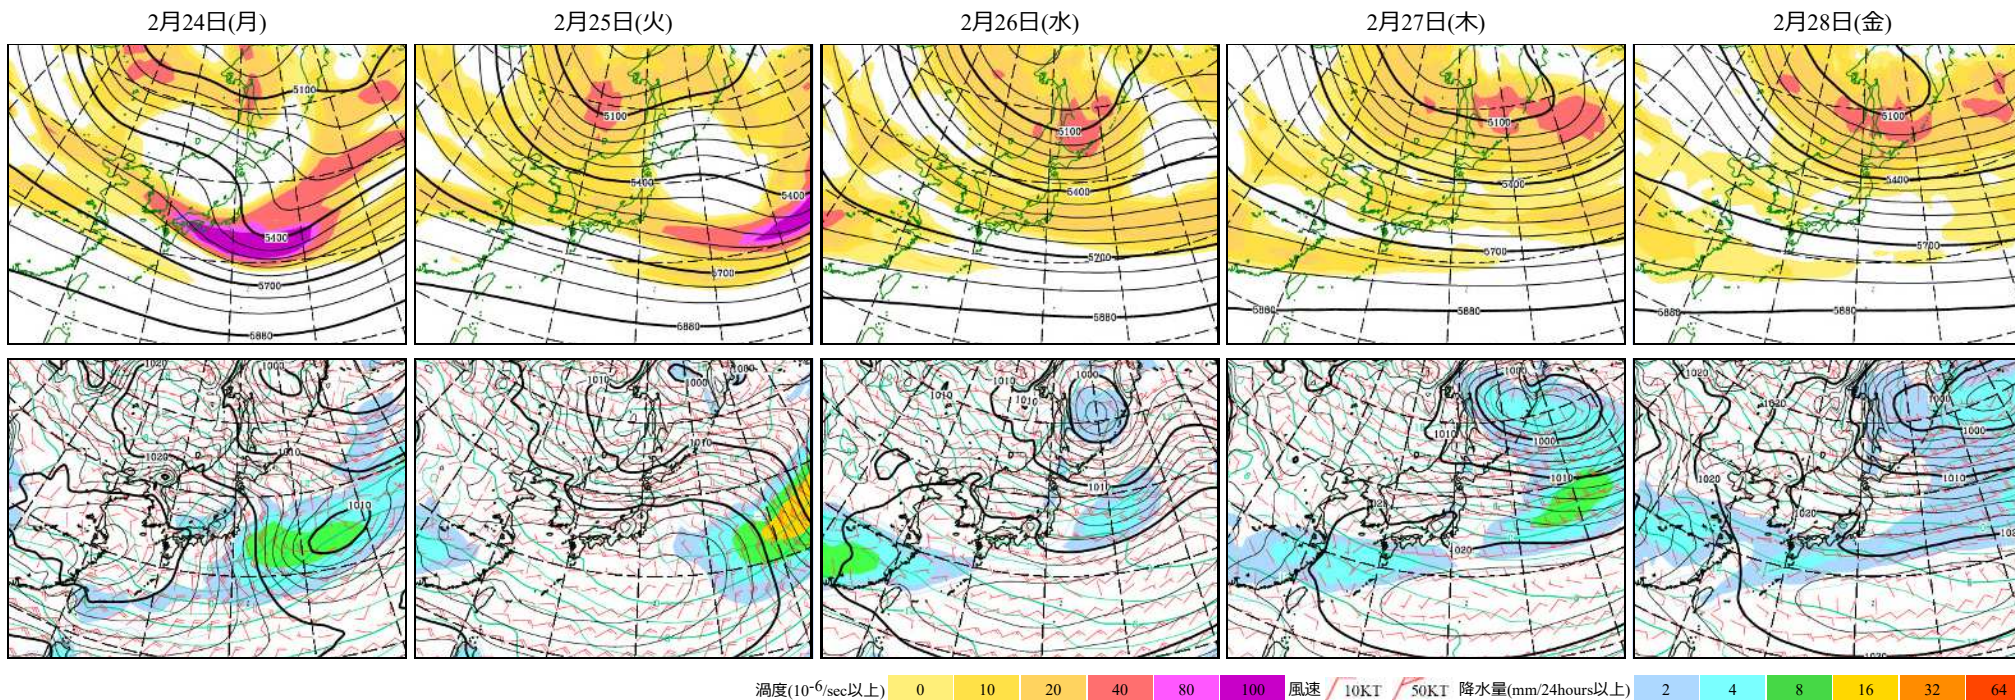 2月24日(月) 2月25日(火) 2月26日(水) 2月27日(木) 2月28日(金)
5100 5100 5100 5100 5100
5400 5400 5400 5400 5400 5400
5700 5700 5700 5700 5700
5880 5880 5880 5880 5880 5880 5880
1020 1000 1010 1000 1000 1010 1000 1000 1020 1020 1000
1020 1010 1010 1010 1010 1010 1000 1000
1010 1010 1010 1020 1010
1020 1020
渦度(10-6/sec以上) 0 10 20 40 80 100 風速 10KT 50KT 降水量(mm/24hours以上) 2 4 8 16 32 64